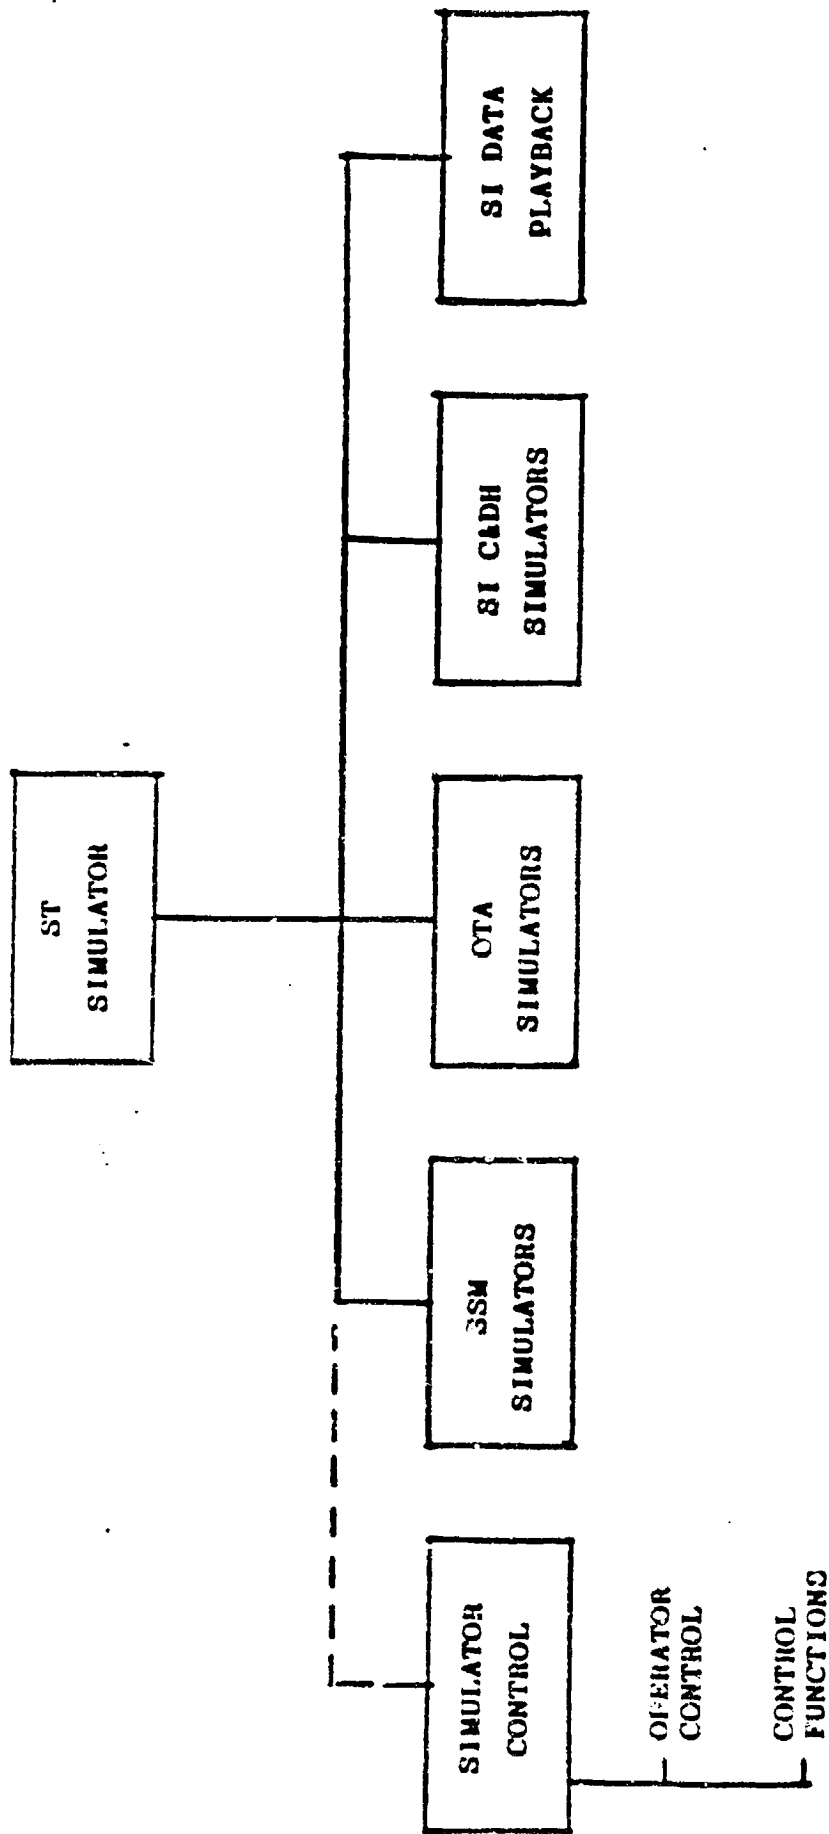 ST
SIMULATOR
SIMULATOR
CONTROL
OPERATOR
CONTROL
CONTROL
FUNCTIONS
SSM
SIMULATORS
OTA
SIMULATORS
SI C&DH
SIMULATORS
SI DATA
PLAYBACK